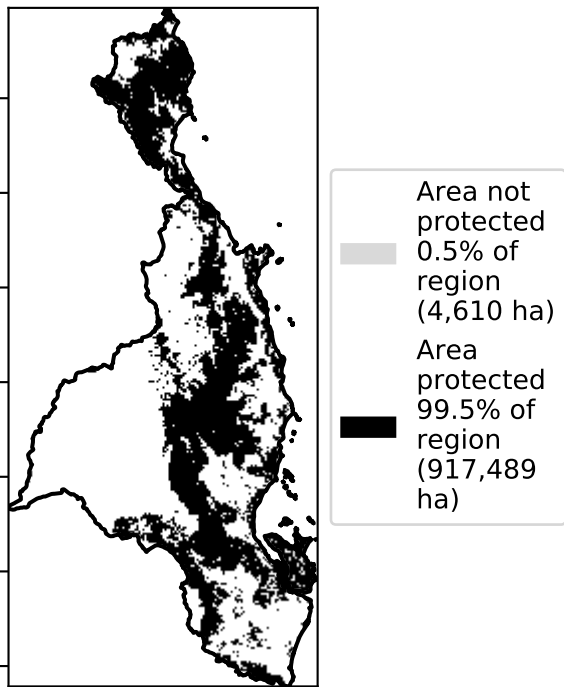 Area not
protected
0.5% of
region
(4,610 ha)
Area
protected
99.5% of
region
(917,489
ha)